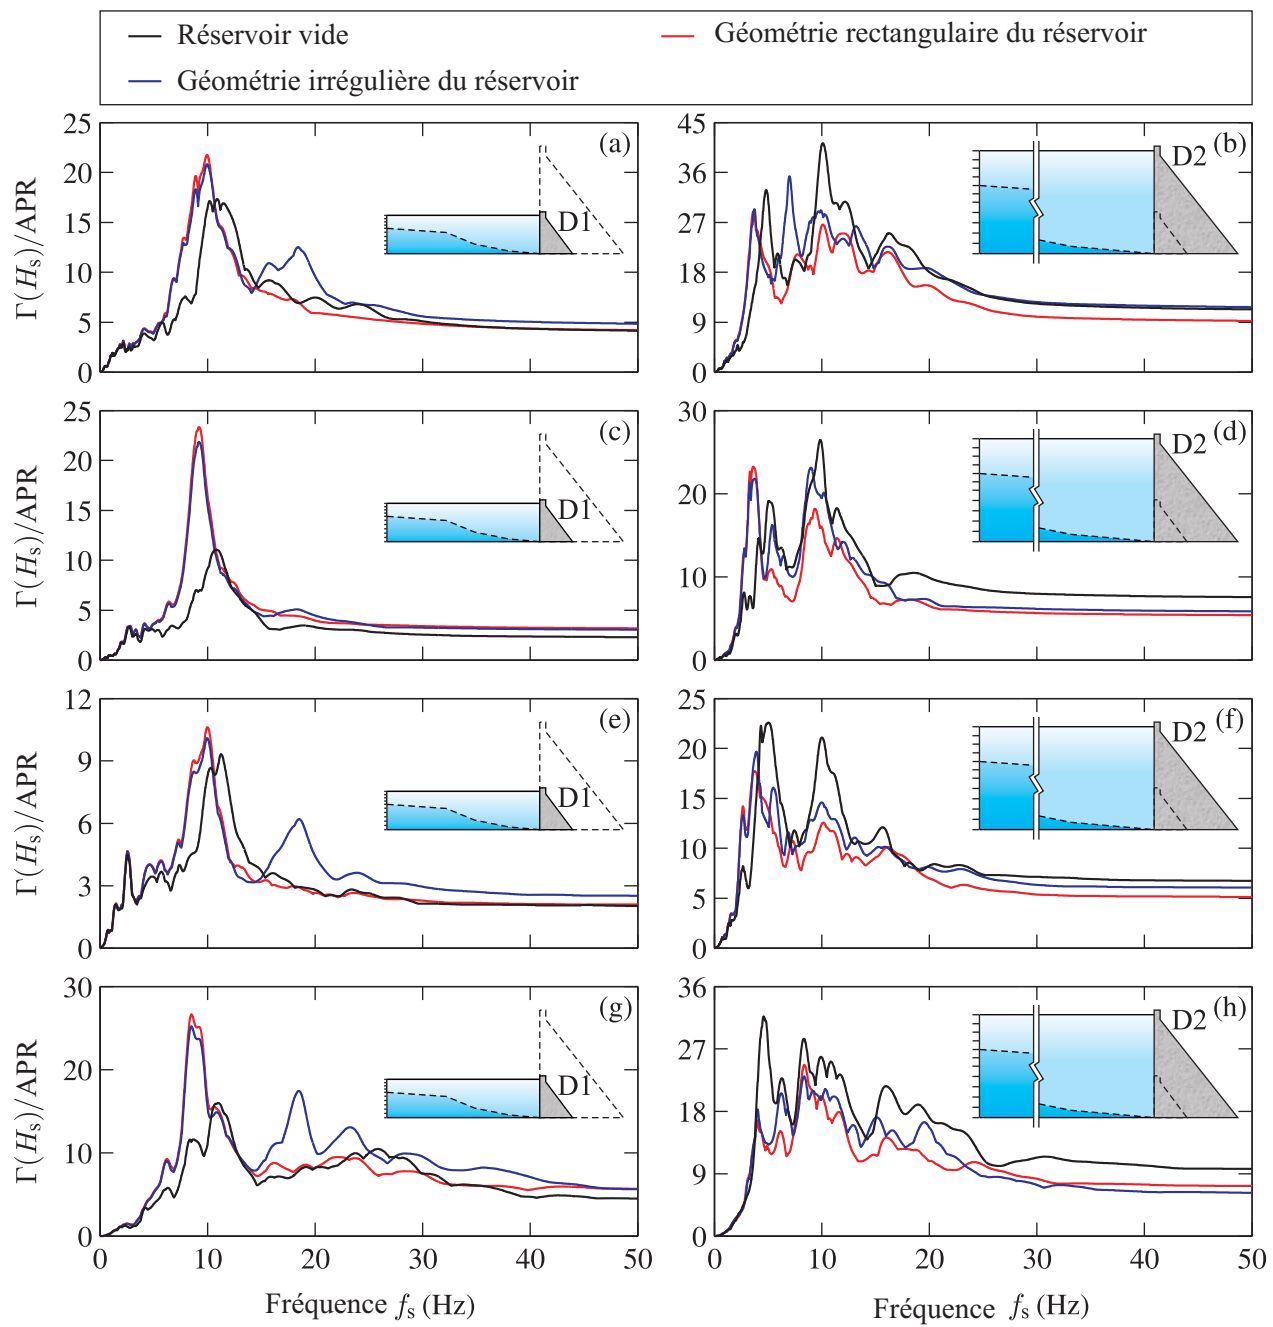 Réservoir vide
Géométrie rectangulaire du réservoir
Géométrie irrégulière du réservoir
25
20
15
10
5
0
Γ(Hs)/APR
(a)
D1
45
36
27
18
9
0
(b)
D2
25
20
15
10
5
0
Γ(Hs)/APR
(c)
D1
30
20
10
0
(d)
D2
12
9
6
3
0
Γ(Hs)/APR
(e)
D1
25
20
15
10
5
0
(f)
D2
30
20
10
0
Γ(Hs)/APR
(g)
D1
36
27
18
9
0
(h)
D2
0 10 20 30 40 50
0 10 20 30 40 50
Fréquence fs (Hz)
Fréquence fs (Hz)